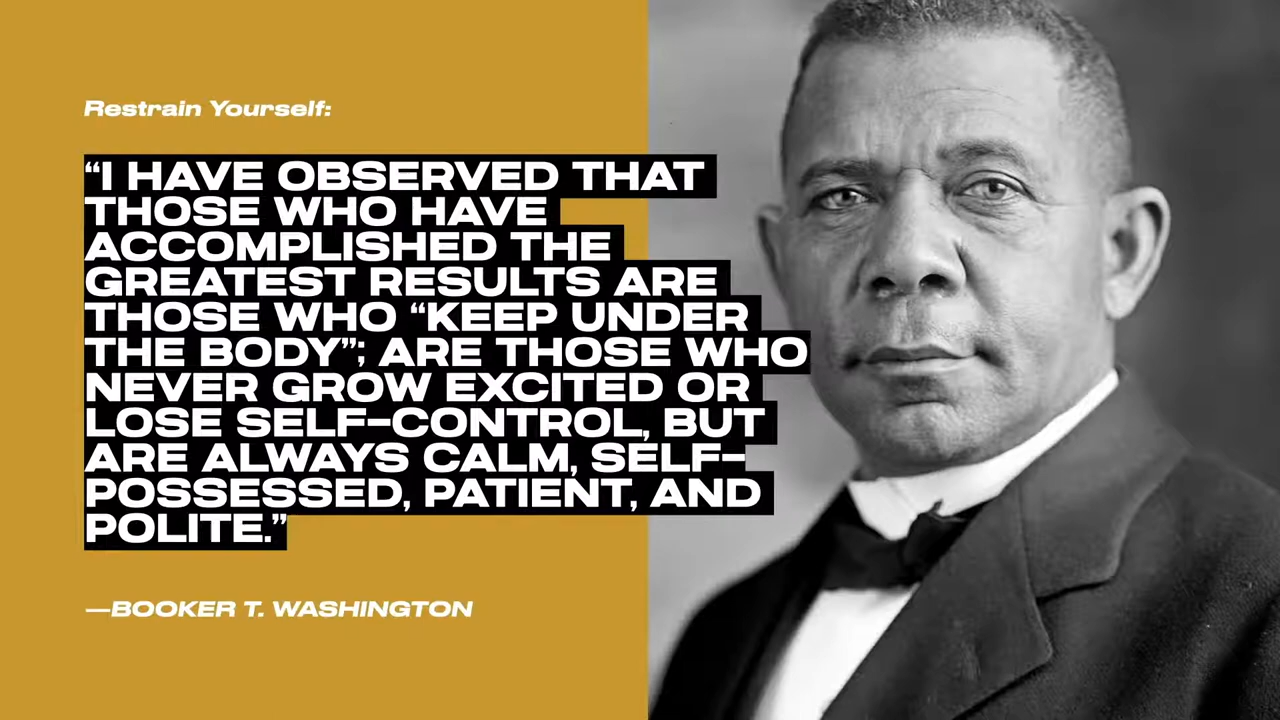 Restrain Yourself:
“I HAVE OBSERVED THAT
THOSE WHO HAVE
ACCOMPLISHED THE
GREATEST RESULTS ARE
THOSE WHO “KEEP UNDER
THE BODY”; ARE THOSE WHO
NEVER GROW EXCITED OR
LOSE SELF-CONTROL, BUT
ARE ALWAYS CALM, SELF-
POSSESSED, PATIENT, AND
POLITE.”
—BOOKER T. WASHINGTON